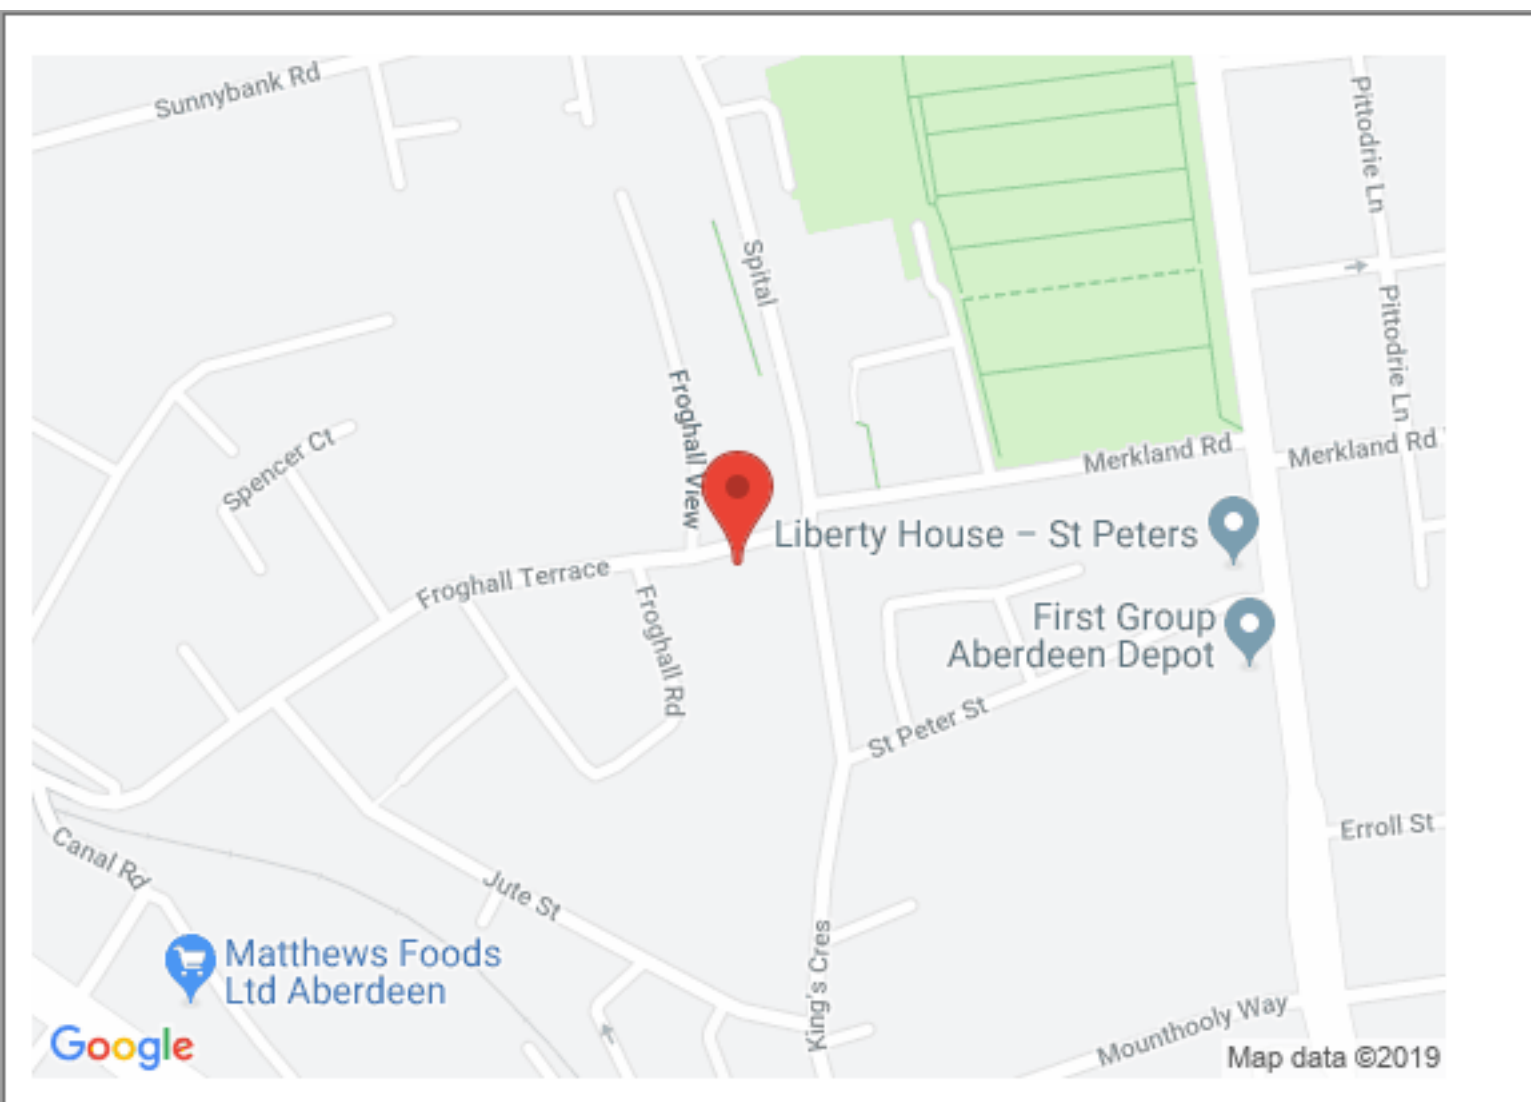 Sunnybank Rd
Pittodrie Ln
Spital
Pittodrie Ln
Froghall View
Spencer Ct
Merkland Rd
Merkland Rd
Liberty House – St Peters
Froghall Terrace
Froghall Rd
First Group
Aberdeen Depot
St Peter St
Erroll St
Canal Rd
Jute St
Matthews Foods
Ltd Aberdeen
King's Cres
Mounthooly Way
Google
Map data ©2019